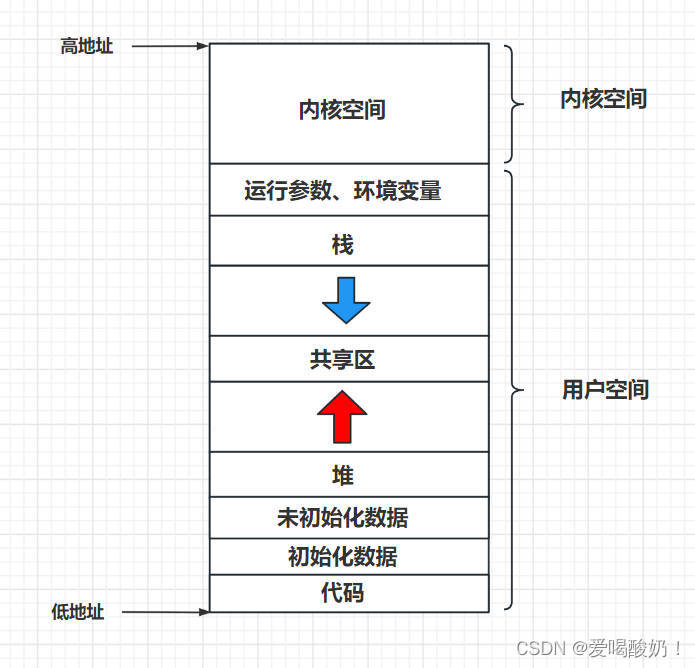 高地址
内核空间
内核空间
运行参数、环境变量
栈
共享区
用户空间
堆
未初始化数据
初始化数据
代码
低地址
CSDN @爱喝酸奶！